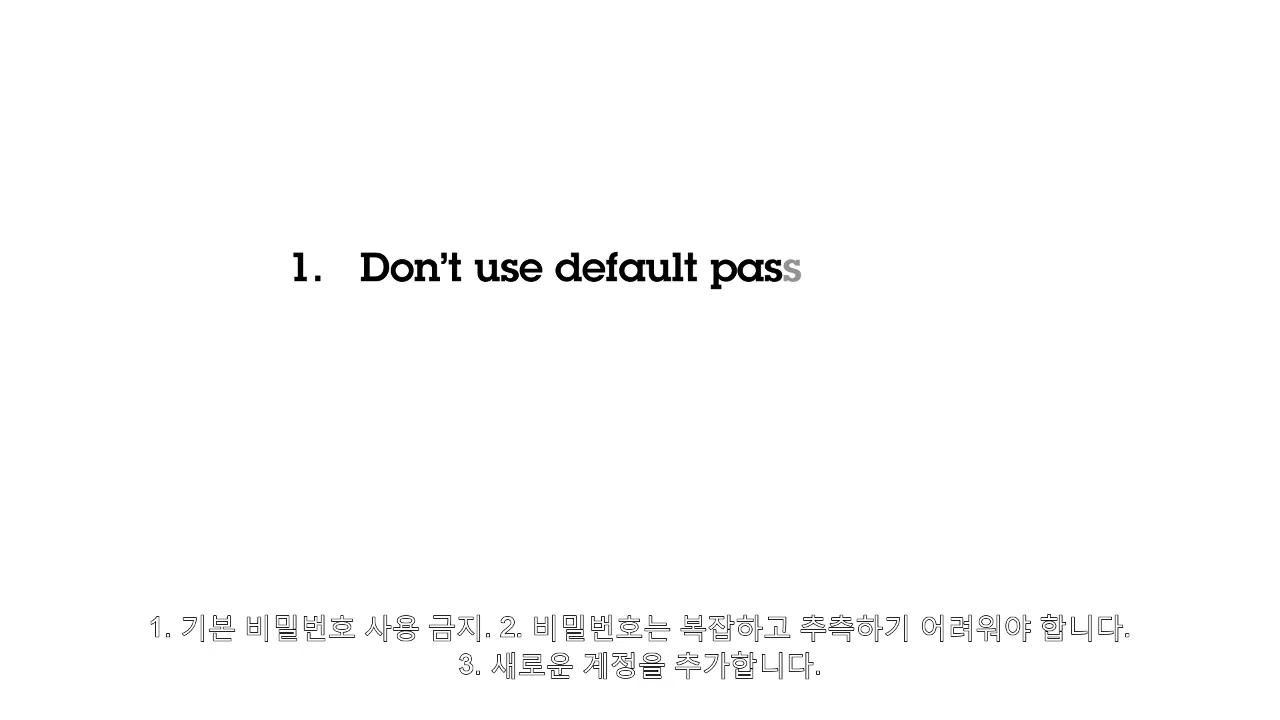 1. Don't use default pass
1. 기본 비밀번호 사용 금지. 2. 비밀번호는 복잡하고 추측하기 어려워야 합니다.
3. 새로운 계정을 추가합니다.